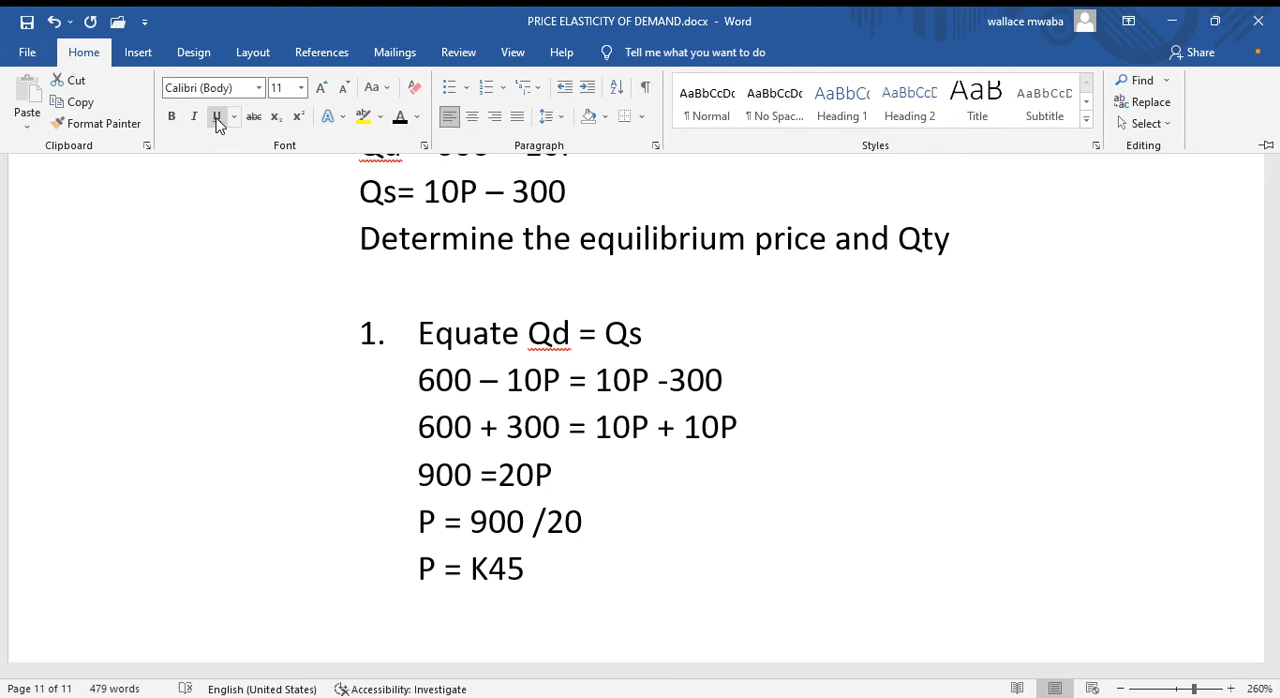 PRICE ELASTICITY OF DEMAND.docx - Word
wallace mwaba
File Home Insert Design Layout References Mailings Review View Help Tell me what you want to do Share
Paste
Cut
Copy
Format Painter
Clipboard
Calibri (Body) 11
Font
Paragraph
AaBbCcDc AaBbCcDc AaBbCc AaBbCcD AaB AaBbCcD
¶ Normal ¶ No Spac... Heading 1 Heading 2 Title Subtitle
Styles
Find
Replace
Select
Editing
Qs= 10P – 300
Determine the equilibrium price and Qty
1. Equate Qd = Qs
600 – 10P = 10P -300
600 + 300 = 10P + 10P
900 =20P
P = 900 /20
P = K45
Page 11 of 11 479 words English (United States) Accessibility: Investigate 260%